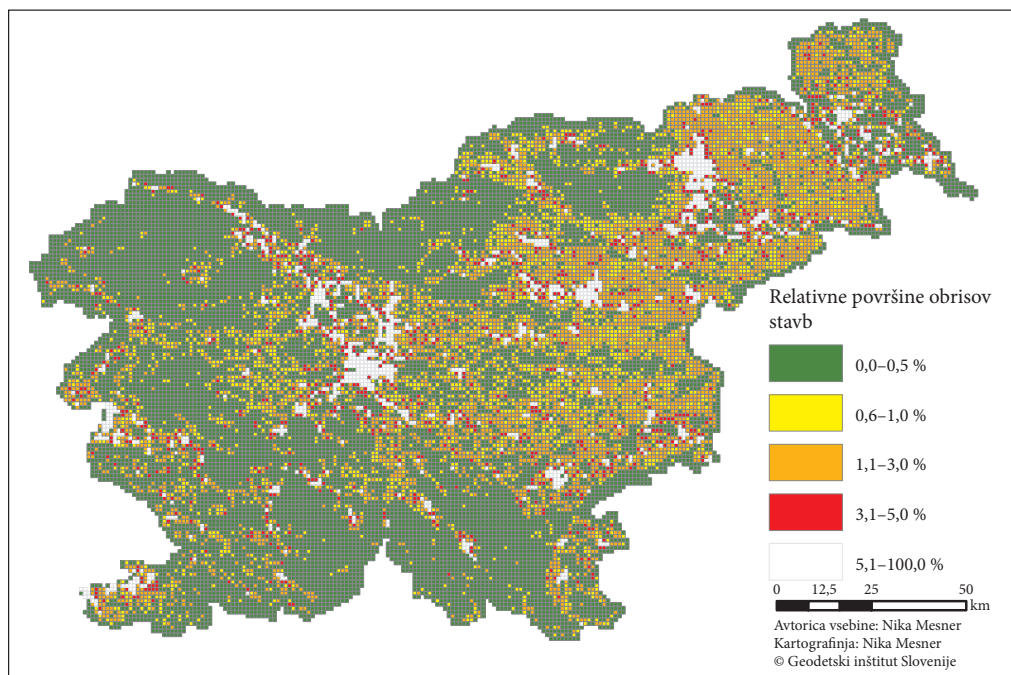 Relativne površine obrisov
stavb
0,0–0,5 %
0,6–1,0 %
1,1–3,0 %
3,1–5,0 %
5,1–100,0 %
0 12,5 25 50
km
Avtorica vsebine: Nika Mesner
Kartografinja: Nika Mesner
© Geodetski inštitut Slovenije